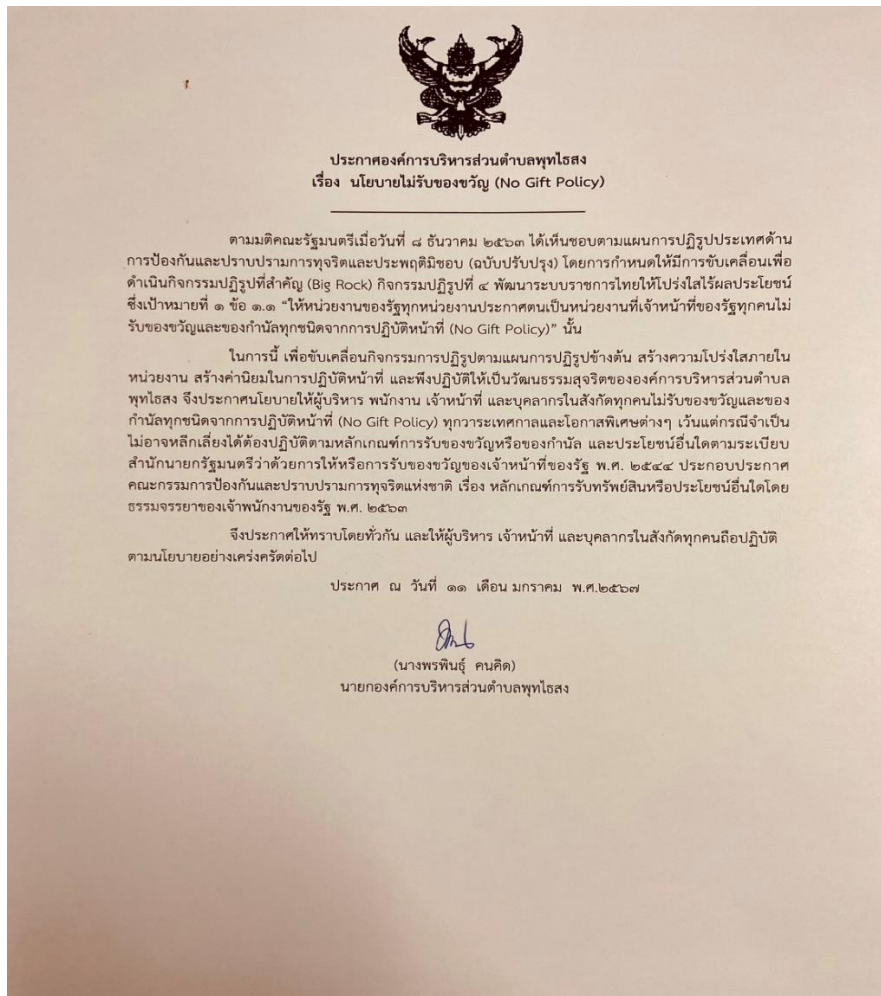 ประกาศองค์การบริหารส่วนตำบลพุทไธสง
เรื่อง นโยบายไม่รับของขวัญ (No Gift Policy)
ตามมติคณะรัฐมนตรีเมื่อวันที่ ๘ ธันวาคม ๒๕๖๓ ได้เห็นชอบตามแผนการปฏิรูปประเทศด้าน
การป้องกันและปราบปรามการทุจริตและประพฤติมิชอบ (ฉบับปรับปรุง) โดยการกำหนดให้มีการขับเคลื่อนเพื่อ
ดำเนินกิจกรรมปฏิรูปที่สำคัญ (Big Rock) กิจกรรมปฏิรูปที่ ๔ พัฒนาระบบราชการไทยให้โปร่งใสไร้ผลประโยชน์
ซึ่งเป้าหมายที่ ๑ ข้อ ๑.๑ “ให้หน่วยงานของรัฐทุกหน่วยงานประกาศตนเป็นหน่วยงานที่เจ้าหน้าที่ของรัฐทุกคนไม่
รับของขวัญและของกำนัลทุกชนิดจากการปฏิบัติหน้าที่ (No Gift Policy)” นั้น
ในการนี้ เพื่อขับเคลื่อนกิจกรรมการปฏิรูปตามแผนการปฏิรูปข้างต้น สร้างความโปร่งใสภายใน
หน่วยงาน สร้างค่านิยมในการปฏิบัติหน้าที่ และพึงปฏิบัติให้เป็นวัฒนธรรมสุจริตขององค์การบริหารส่วนตำบล
พุทไธสง จึงประกาศนโยบายให้ผู้บริหาร พนักงาน เจ้าหน้าที่ และบุคลากรในสังกัดทุกคนไม่รับของขวัญและของ
กำนัลทุกชนิดจากการปฏิบัติหน้าที่ (No Gift Policy) ทุกวาระเทศกาลและโอกาสพิเศษต่างๆ เว้นแต่กรณีจำเป็น
ไม่อาจหลีกเลี่ยงได้ต้องปฏิบัติตามหลักเกณฑ์การรับของขวัญหรือของกำนัล และประโยชน์อื่นใดตามระเบียบ
สำนักนายกรัฐมนตรีว่าด้วยการให้หรือการรับของขวัญของเจ้าหน้าที่ของรัฐ พ.ศ. ๒๕๔๔ ประกอบประกาศ
คณะกรรมการป้องกันและปราบปรามการทุจริตแห่งชาติ เรื่อง หลักเกณฑ์การรับทรัพย์สินหรือประโยชน์อื่นใดโดย
ธรรมจรรยาของเจ้าพนักงานของรัฐ พ.ศ. ๒๕๖๓
จึงประกาศให้ทราบโดยทั่วกัน และให้ผู้บริหาร เจ้าหน้าที่ และบุคลากรในสังกัดทุกคนถือปฏิบัติ
ตามนโยบายอย่างเคร่งครัดต่อไป
ประกาศ ณ วันที่ ๑๑ เดือน มกราคม พ.ศ.๒๕๖๗
(นางพรพินธุ์ คนคิด)
นายกองค์การบริหารส่วนตำบลพุทไธสง